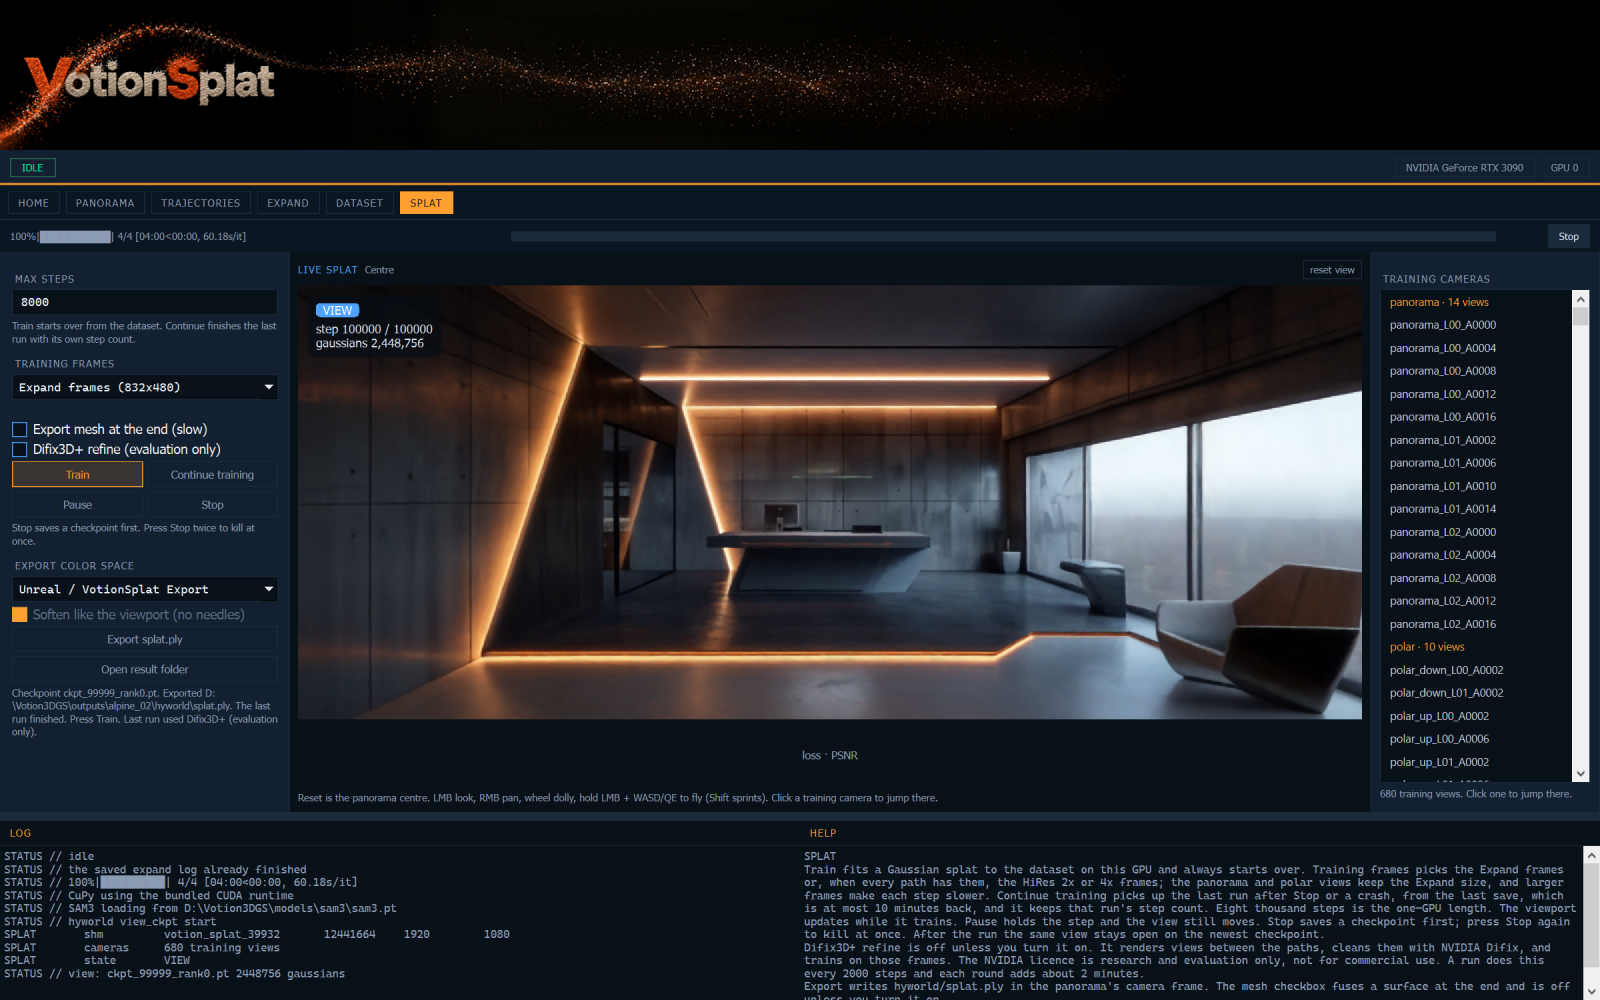 VotionSplat
IDLE
NVIDIA GeForce RTX 3090
GPU 0
HOME
PANORAMA
TRAJECTORIES
EXPAND
DATASET
SPLAT
100%|██████████| 4/4 [04:00<00:00, 60.18s/it]
Stop
MAX STEPS
8000
Train starts over from the dataset. Continue finishes the last
run with its own step count.
TRAINING FRAMES
Expand frames (832x480)
Export mesh at the end (slow)
Difix3D+ refine (evaluation only)
Train
Continue training
Pause
Stop
Stop saves a checkpoint first. Press Stop twice to kill at
once.
EXPORT COLOR SPACE
Unreal / VotionSplat Export
Soften like the viewport (no needles)
Export splat.ply
Open result folder
Checkpoint ckpt_99999_rank0.pt. Exported D:
\Votion3DGS\outputs\alpine_02\hyworld\splat.ply. The last
run finished. Press Train. Last run used Difix3D+ (evaluation
only).
LIVE SPLAT Centre
reset view
VIEW
step 100000 / 100000
gaussians 2,448,756
loss · PSNR
Reset is the panorama centre. LMB look, RMB pan, wheel dolly, hold LMB + WASD/QE to fly (Shift sprints). Click a training camera to jump there.
TRAINING CAMERAS
panorama · 14 views
panorama_L00_A0000
panorama_L00_A0004
panorama_L00_A0008
panorama_L00_A0012
panorama_L00_A0016
panorama_L01_A0002
panorama_L01_A0006
panorama_L01_A0010
panorama_L01_A0014
panorama_L02_A0000
panorama_L02_A0004
panorama_L02_A0008
panorama_L02_A0012
panorama_L02_A0016
polar · 10 views
polar_down_L00_A0002
polar_down_L01_A0002
polar_up_L00_A0002
polar_up_L00_A0006
polar_up_L01_A0002
680 training views. Click one to jump there.
LOG
STATUS // idle
STATUS // the saved expand log already finished
STATUS // 100%|██████████| 4/4 [04:00<00:00, 60.18s/it]
STATUS // CuPy using the bundled CUDA runtime
STATUS // SAM3 loading from D:\Votion3DGS\models\sam3\sam3.pt
STATUS // hyworld view_ckpt start
SPLAT shm votion_splat_39932 12441664 1920 1080
SPLAT cameras 680 training views
SPLAT state VIEW
STATUS // view: ckpt_99999_rank0.pt 2448756 gaussians
HELP
SPLAT
Train fits a Gaussian splat to the dataset on this GPU and always starts over. Training frames picks the Expand frames
or, when every path has them, the HiRes 2x or 4x frames; the panorama and polar views keep the Expand size, and larger
frames make each step slower. Continue training picks up the last run after Stop or a crash, from the last save, which
is at most 10 minutes back, and it keeps that run's step count. Eight thousand steps is the one-GPU length. The viewport
updates while it trains. Pause holds the step and the view still moves. Stop saves a checkpoint first; press Stop again
to kill at once. After the run the same view stays open on the newest checkpoint.
Difix3D+ refine is off unless you turn it on. It renders views between the paths, cleans them with NVIDIA Difix, and
trains on those frames. The NVIDIA licence is research and evaluation only, not for commercial use. A run does this
every 2000 steps and each round adds about 2 minutes.
Export writes hyworld/splat.ply in the panorama's camera frame. The mesh checkbox fuses a surface at the end and is off
unless you turn it on.